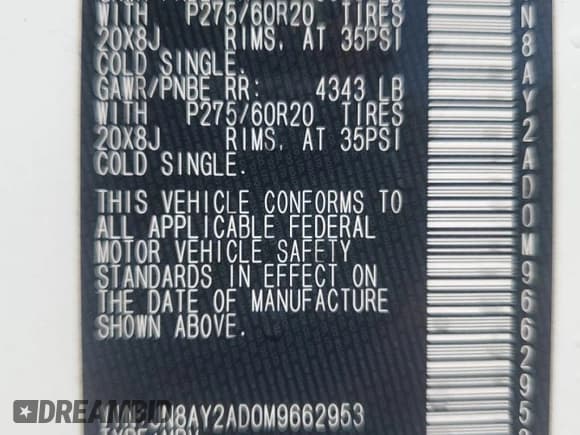 WITH P275/60R20 TIRES
20X8J RIMS, AT 35PSI
COLD SINGLE.
GAWR/PNBE RR: 4343 LB
WITH P275/60R20 TIRES
20X8J RIMS, AT 35PSI
COLD SINGLE.
THIS VEHICLE CONFORMS TO
ALL APPLICABLE FEDERAL
MOTOR VEHICLE SAFETY
STANDARDS IN EFFECT ON
THE DATE OF MANUFACTURE
SHOWN ABOVE.
N8AY2AD0M9662953
N8AY2AD0M9662953
DREAMBID